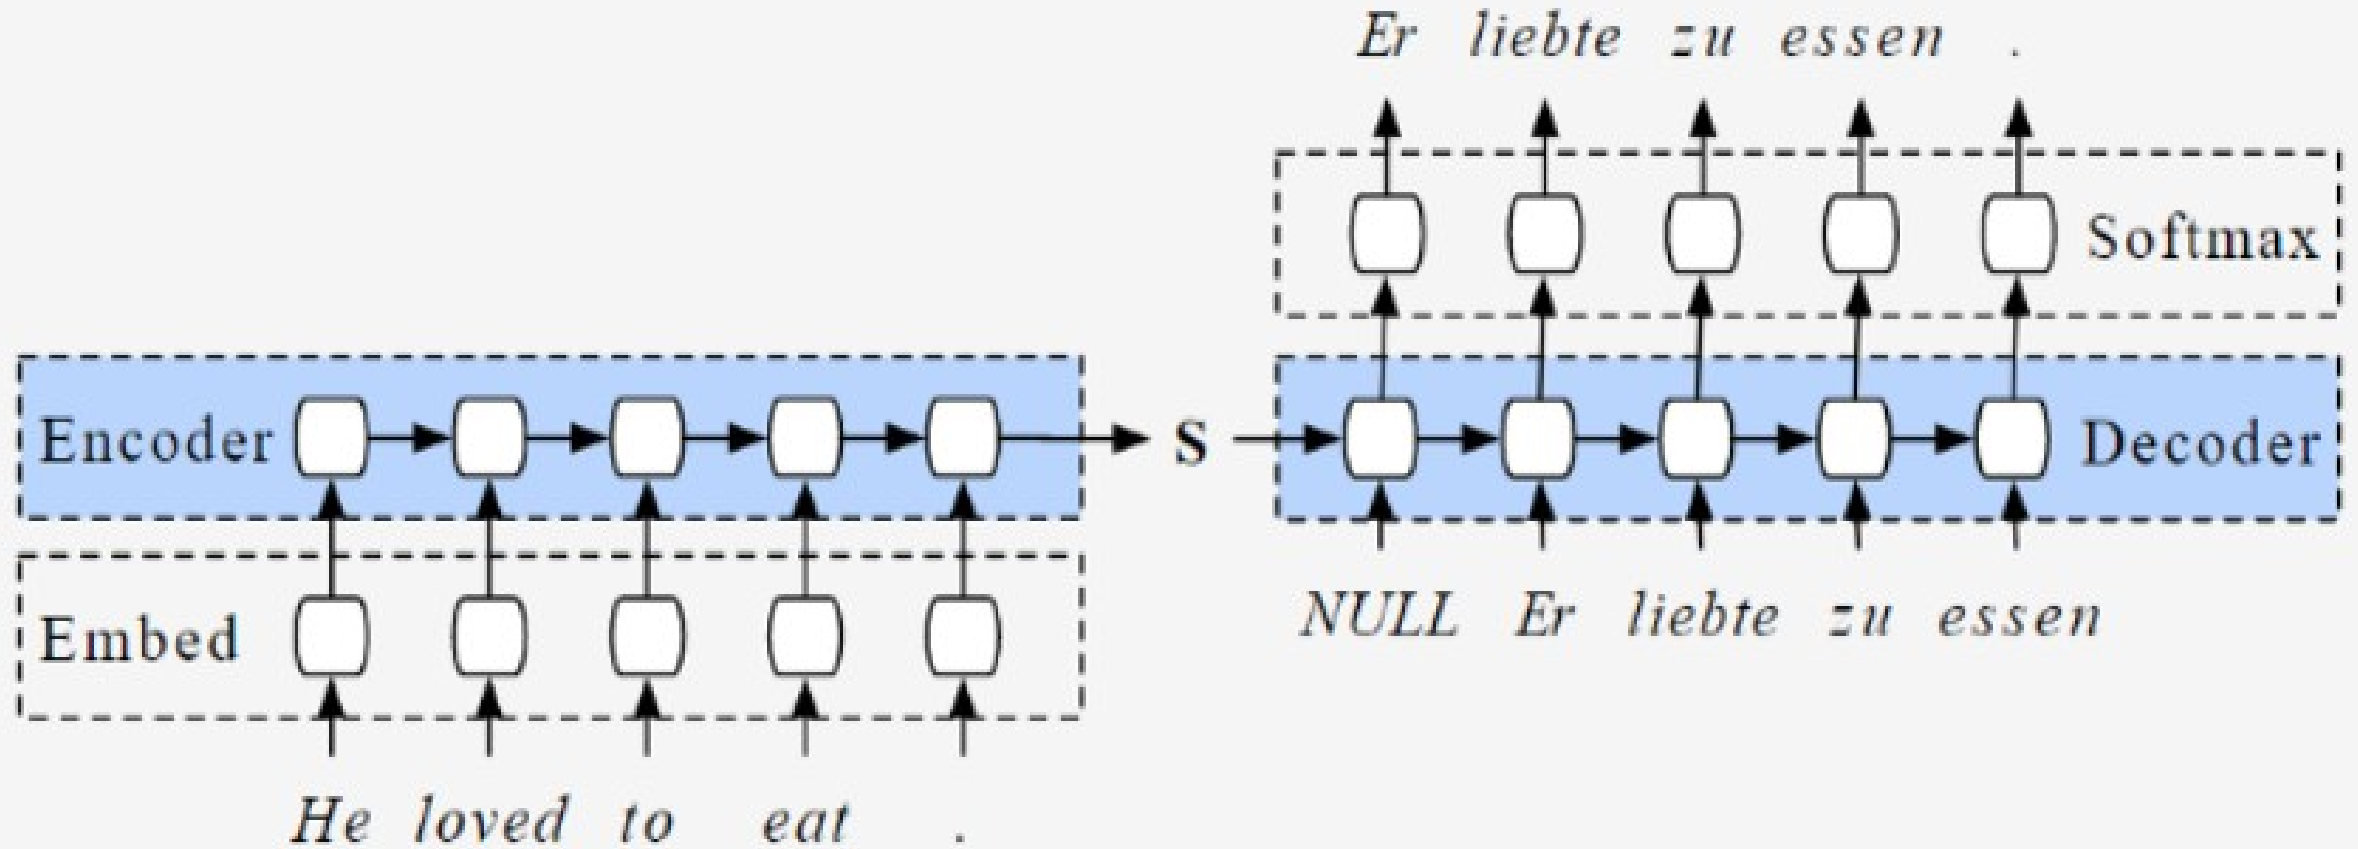 Er liebte zu essen .
Softmax
Encoder
S
Decoder
NULL Er liebte zu essen
Embed
He loved to eat .